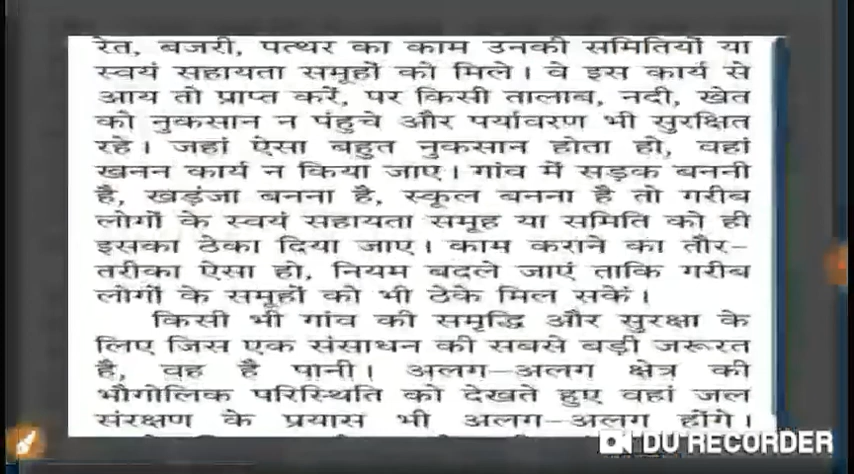 रेत, बजरी, पत्थर का काम उनकी समितियों या
स्वयं सहायता समूहों को मिले। वे इस कार्य से
आय तो प्राप्त करें, पर किसी तालाब, नदी, खेत
को नुकसान न पंहुचे और पर्यावरण भी सुरक्षित
रहे। जहां ऐसा बहुत नुकसान होता हो, वहां
खनन कार्य न किया जाए। गांव में सड़क बननी
है, खड़ंजा बनना है, स्कूल बनना है तो गरीब
लोगों के स्वयं सहायता समूह या समिति को ही
इसका ठेका दिया जाए। काम कराने का तौर-
तरीका ऐसा हो, नियम बदले जाएं ताकि गरीब
लोगों के समूहों को भी ठेके मिल सकें।
किसी भी गांव की समृद्धि और सुरक्षा के
लिए जिस एक संसाधन की सबसे बड़ी जरूरत
है, वह है पानी। अलग-अलग क्षेत्र की
भौगोलिक परिस्थिति को देखते हुए वहां जल
संरक्षण के प्रयास भी अलग-अलग होंगे।
DU RECORDER